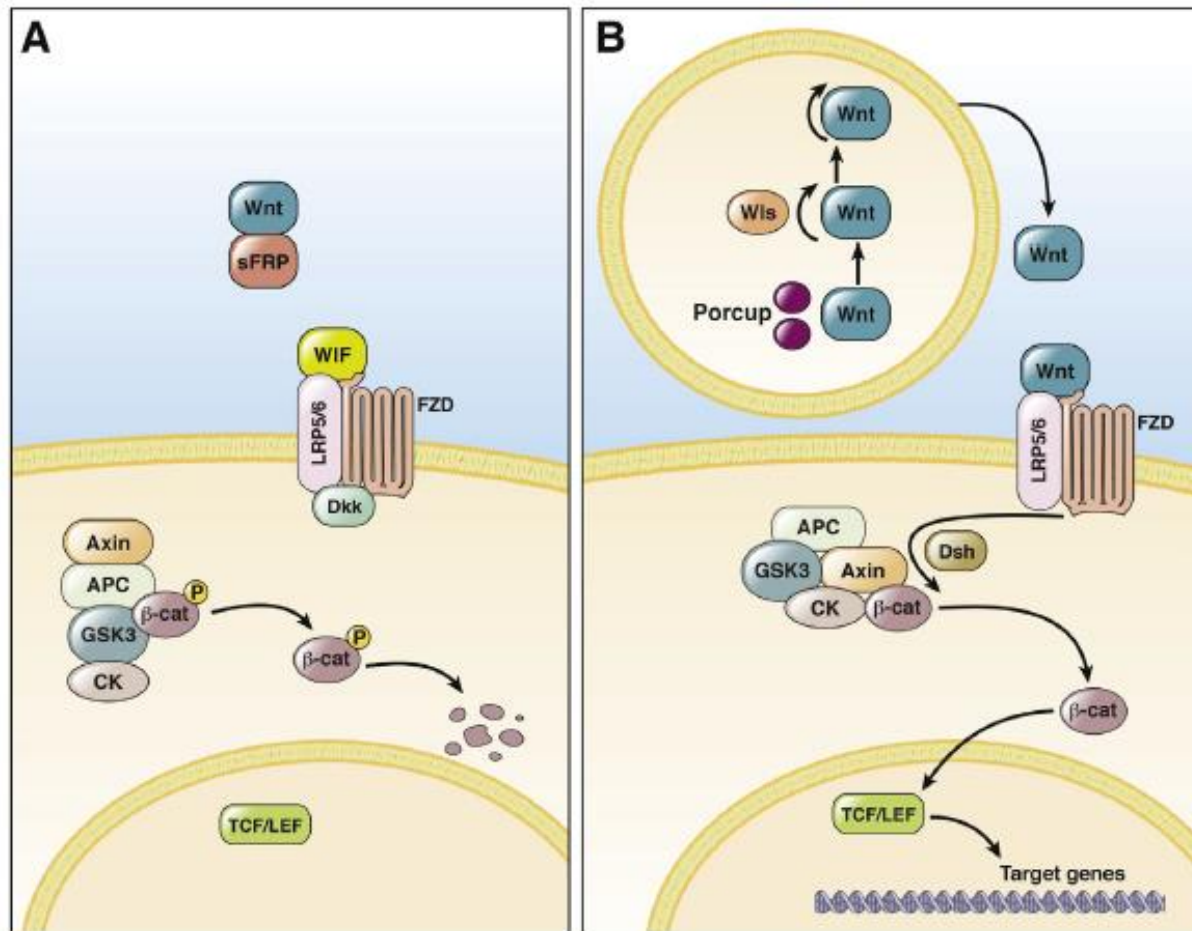 A
Wnt
sFRP
WIF
LRP5/6
FZD
Dkk
Axin
APC
β-cat
P
GSK3
CK
β-cat
P
TCF/LEF
B
Wnt
Wls
Wnt
Wnt
Porcup
Wnt
Wnt
LRP5/6
FZD
APC
Dsh
GSK3
Axin
CK
β-cat
β-cat
TCF/LEF
Target genes